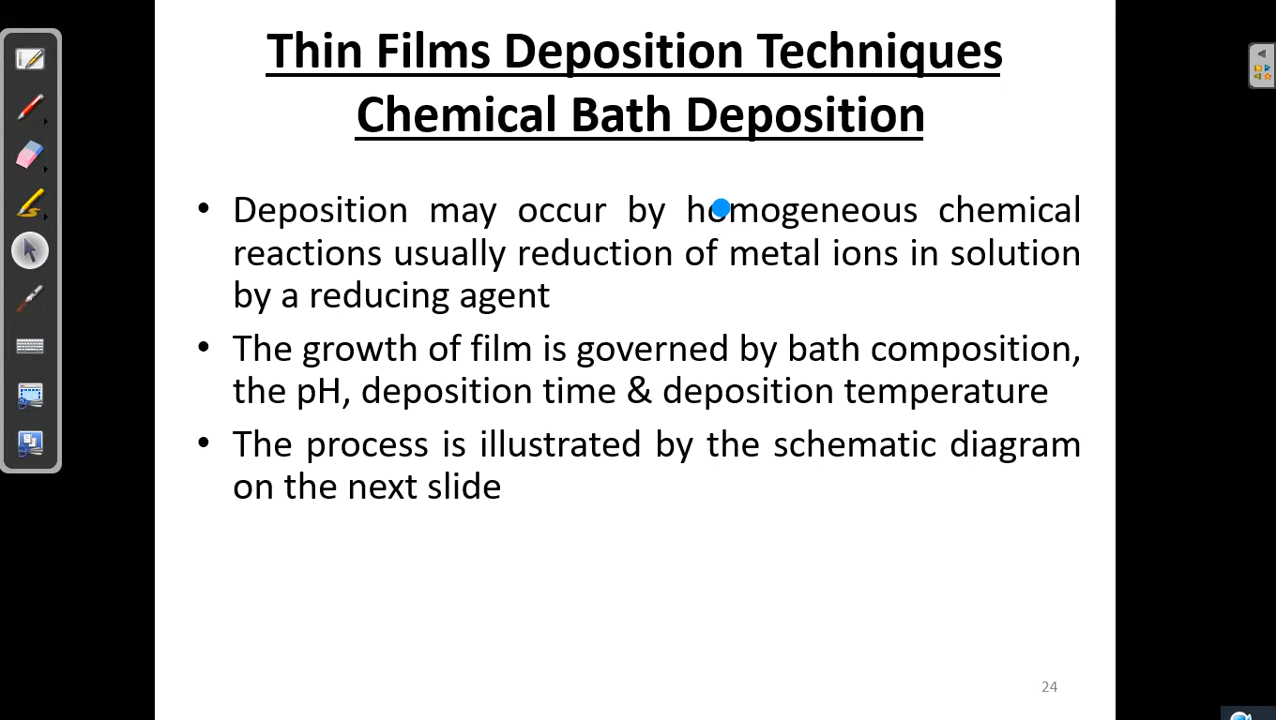 Thin Films Deposition Techniques
Chemical Bath Deposition
• Deposition may occur by homogeneous chemical
reactions usually reduction of metal ions in solution
by a reducing agent
• The growth of film is governed by bath composition,
the pH, deposition time & deposition temperature
• The process is illustrated by the schematic diagram
on the next slide
24